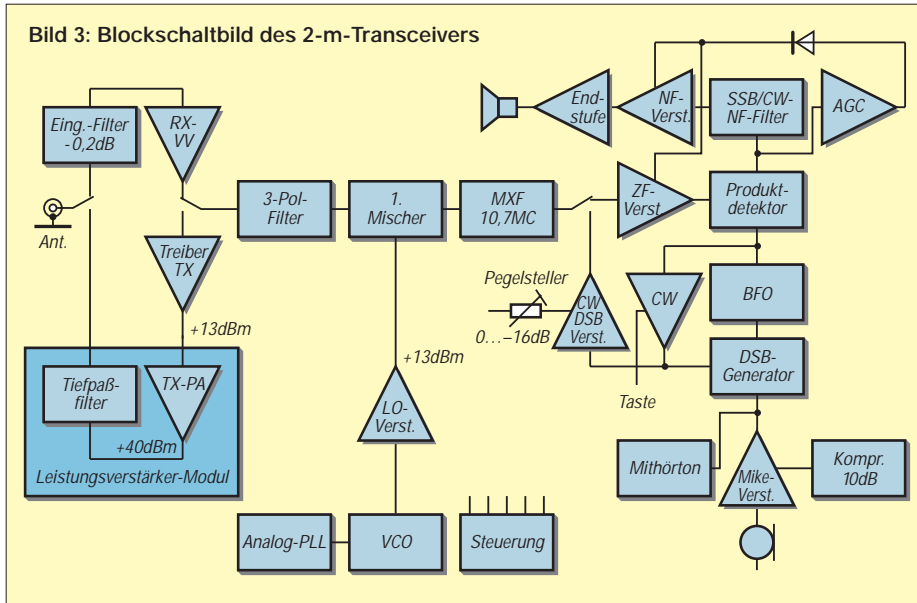 Bild 3: Blockschaltbild des 2-m-Transceivers
Eing.-Filter
-0,2dB
RX-
VV
End-
stufe
NF-
Verst.
SSB/CW-
NF-Filter
AGC
Ant.
3-Pol-
Filter
1.
Mischer
MXF
10,7MC
ZF-
Verst.
Produkt-
detektor
Treiber
TX
+13dBm
Pegelsteller
0...–16dB
CW
DSB
Verst.
CW
BFO
Taste
DSB-
Generator
Tiefpaß-
filter
TX-PA
+40dBm
Leistungsverstärker-Modul
+13dBm
LO-
Verst.
Mithörton
Mike-
Verst.
Kompr.
10dB
Analog-PLL
VCO
Steuerung